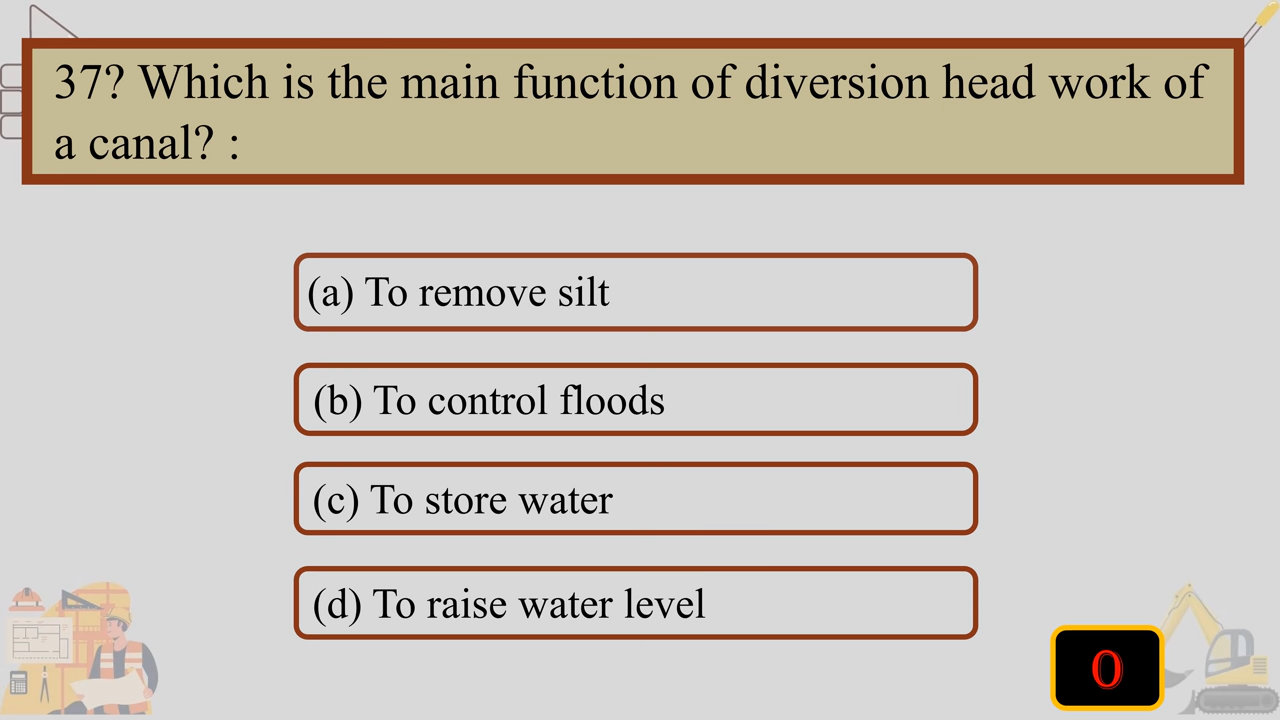 37? Which is the main function of diversion head work of
a canal? :
(a) To remove silt
(b) To control floods
(c) To store water
(d) To raise water level
0